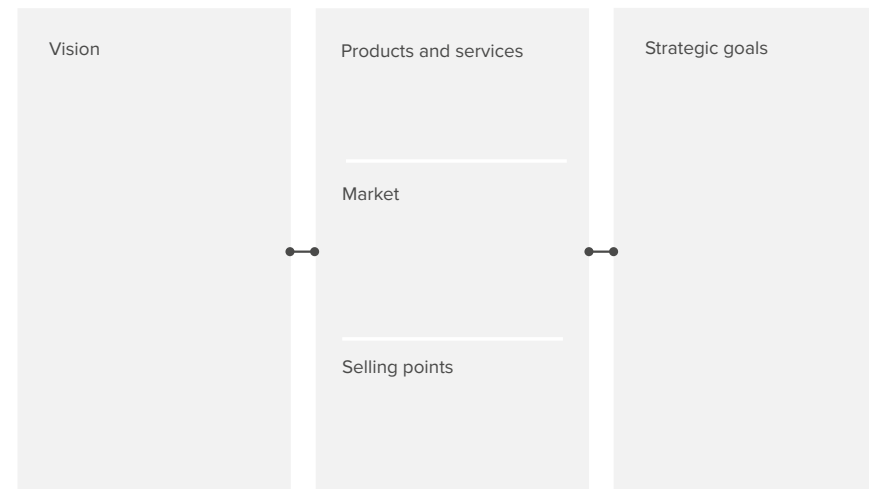 Vision
Products and services
Market
Selling points
Strategic goals